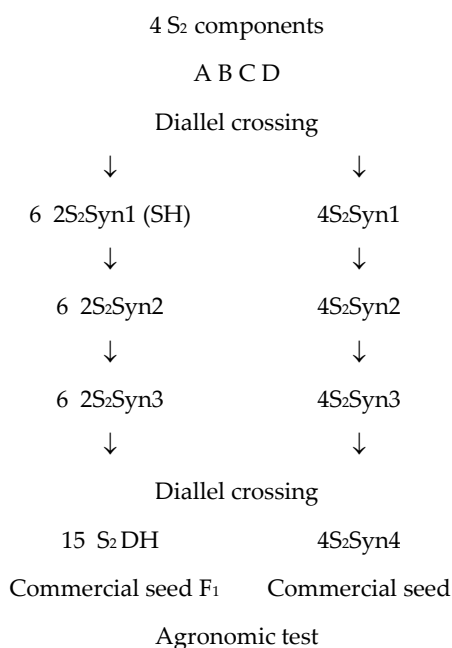 4 S₂ components
A B C D
Diallel crossing
↓ ↓
6 2S₂Syn1 (SH) 4S₂Syn1
↓ ↓
6 2S₂Syn2 4S₂Syn2
↓ ↓
6 2S₂Syn3 4S₂Syn3
↓ ↓
Diallel crossing
15 S₂ DH 4S₂Syn4
Commercial seed F₁ Commercial seed
Agronomic test